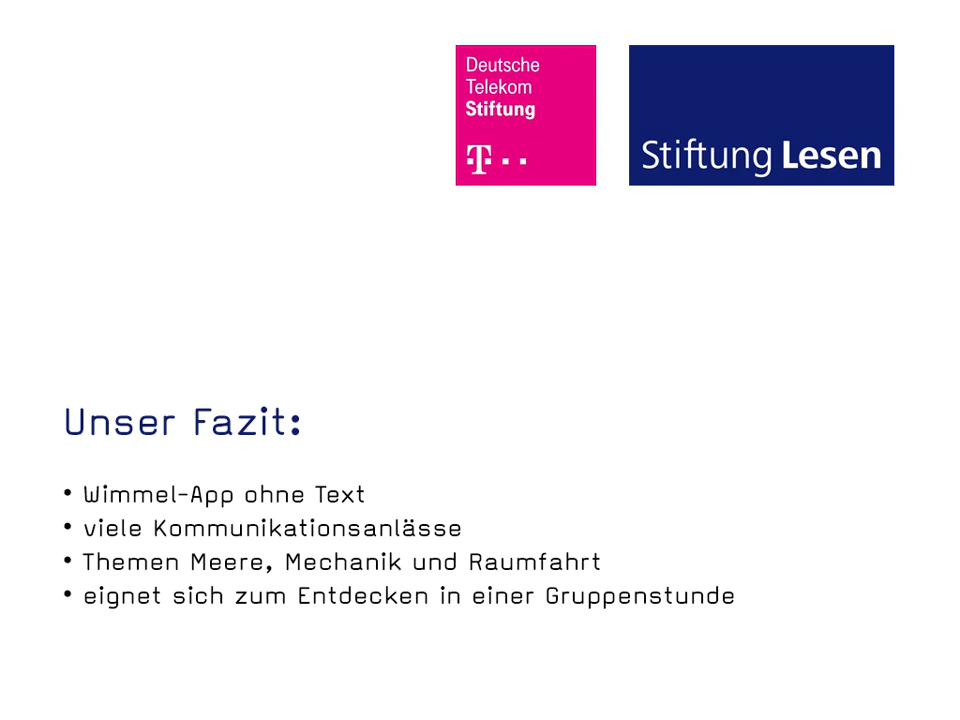 Deutsche
Telekom
Stiftung
T
Stiftung Lesen
Unser Fazit:
• Wimmel-App ohne Text
• viele Kommunikationsanlässe
• Themen Meere, Mechanik und Raumfahrt
• eignet sich zum Entdecken in einer Gruppenstunde